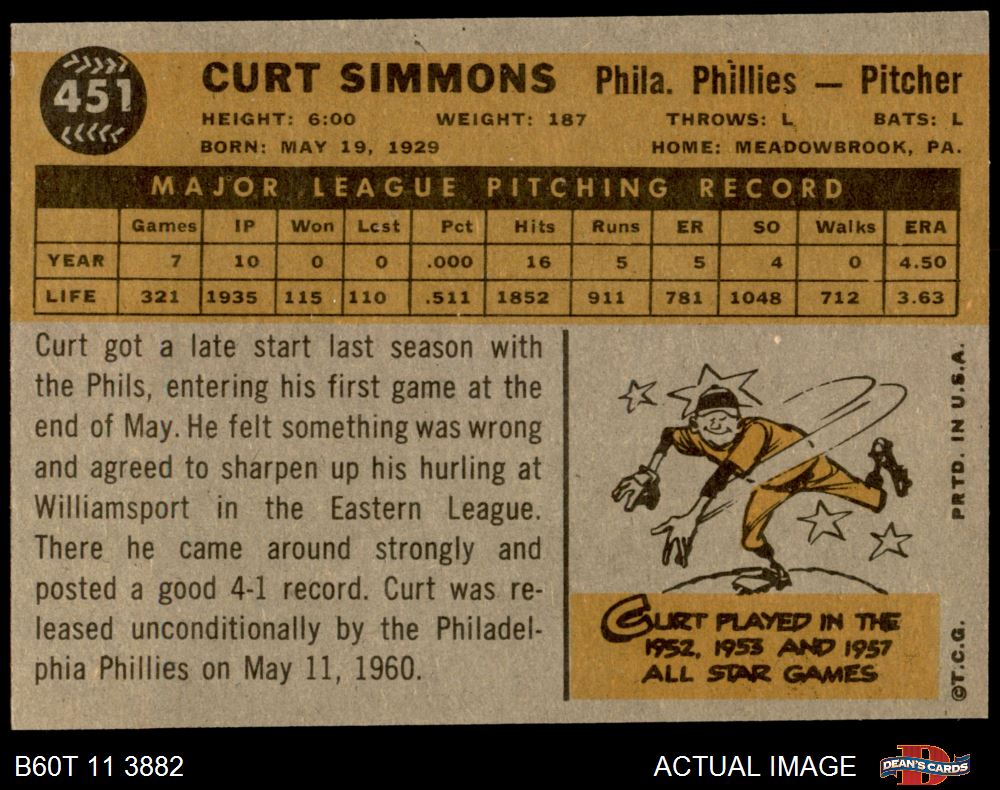 451
CURT SIMMONS Phila. Phillies — Pitcher
HEIGHT: 6:00 WEIGHT: 187 THROWS: L BATS: L
BORN: MAY 19, 1929 HOME: MEADOWBROOK, PA.
MAJOR LEAGUE PITCHING RECORD
Games IP Won Lost Pct Hits Runs ER SO Walks ERA
YEAR 7 10 0 0 .000 16 5 5 4 0 4.50
LIFE 321 1935 115 110 .511 1852 911 781 1048 712 3.63
Curt got a late start last season with
the Phils, entering his first game at the
end of May. He felt something was wrong
and agreed to sharpen up his hurling at
Williamsport in the Eastern League.
There he came around strongly and
posted a good 4-1 record. Curt was re-
leased unconditionally by the Philadel-
phia Phillies on May 11, 1960.
CURT PLAYED IN THE
1952, 1953 AND 1957
ALL STAR GAMES
©T.C.G. PRTD. IN U.S.A.
B60T 11 3882 ACTUAL IMAGE
D
DEAN'S CARDS